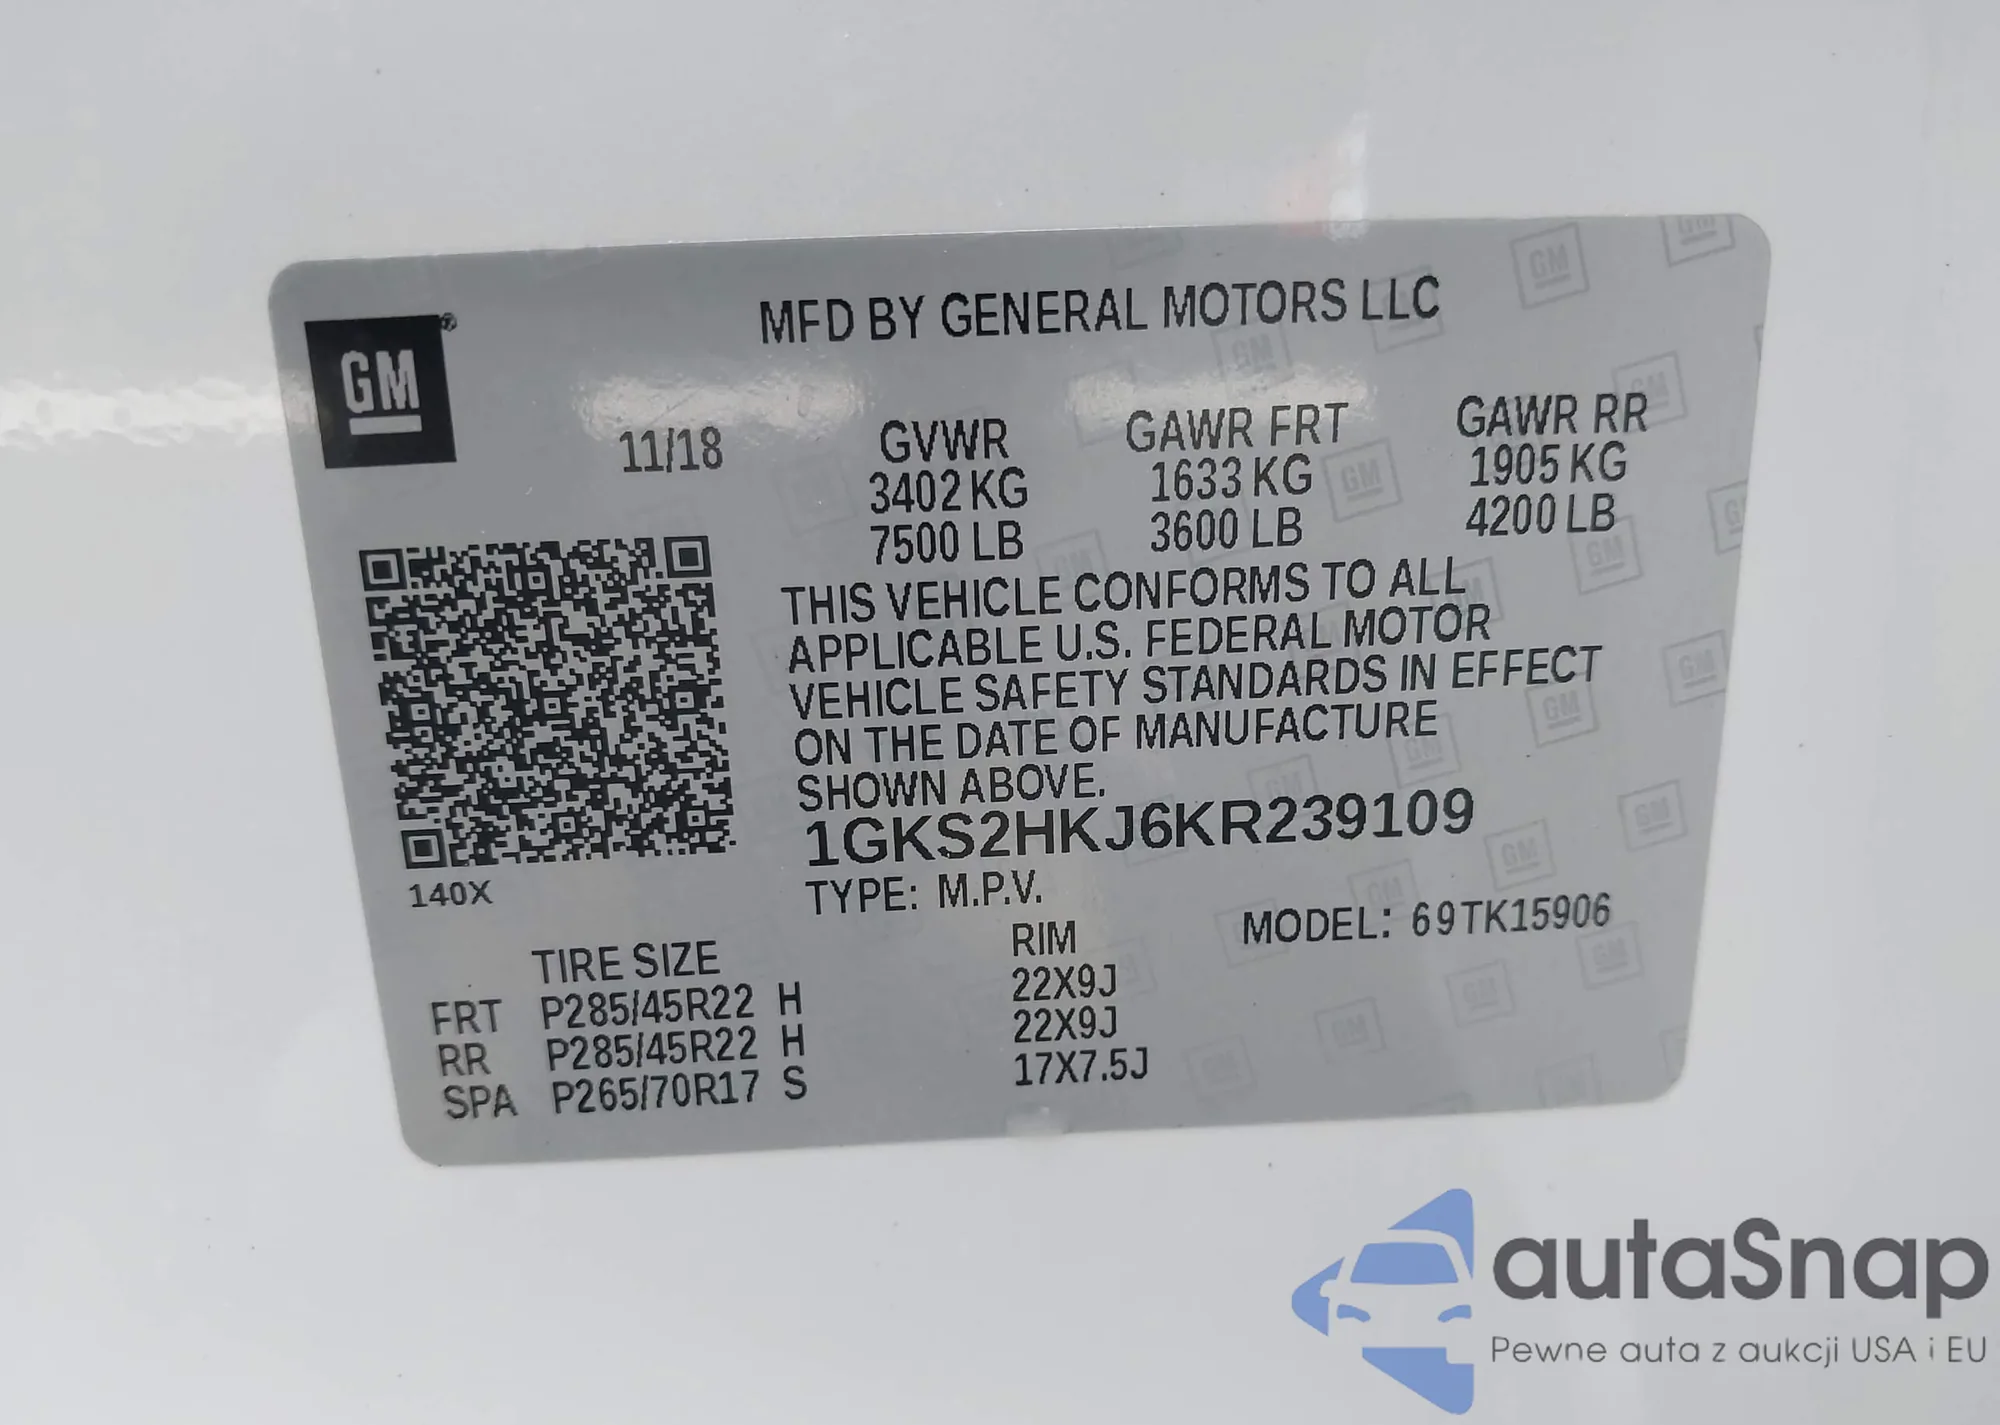 MFD BY GENERAL MOTORS LLC
GM®
11/18
GVWR GAWR FRT GAWR RR
3402 KG 1633 KG 1905 KG
7500 LB 3600 LB 4200 LB
THIS VEHICLE CONFORMS TO ALL
APPLICABLE U.S. FEDERAL MOTOR
VEHICLE SAFETY STANDARDS IN EFFECT
ON THE DATE OF MANUFACTURE
SHOWN ABOVE.
1GKS2HKJ6KR239109
140X
TYPE: M.P.V.
MODEL: 69TK15906
TIRE SIZE RIM
FRT P285/45R22 H 22X9J
RR P285/45R22 H 22X9J
SPA P265/70R17 S 17X7.5J
autaSnap
Pewne auta z aukcji USA i EU